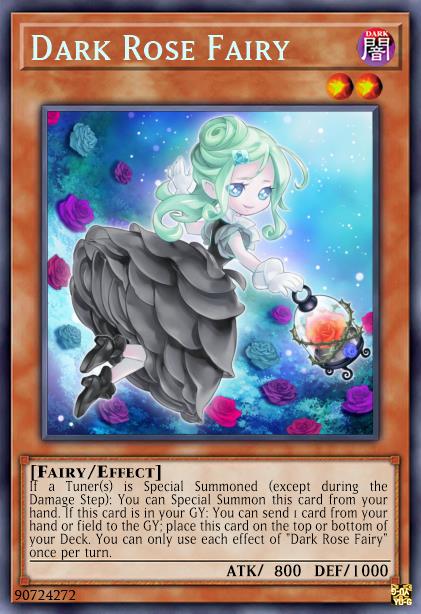 Dark Rose Fairy
DARK
闇
[Fairy/Effect]
If a Tuner(s) is Special Summoned (except during the
Damage Step): You can Special Summon this card from your
hand. If this card is in your GY: You can send 1 card from your
hand or field to the GY; place this card on the top or bottom of
your Deck. You can only use each effect of "Dark Rose Fairy"
once per turn.
ATK/ 800 DEF/1000
90724272